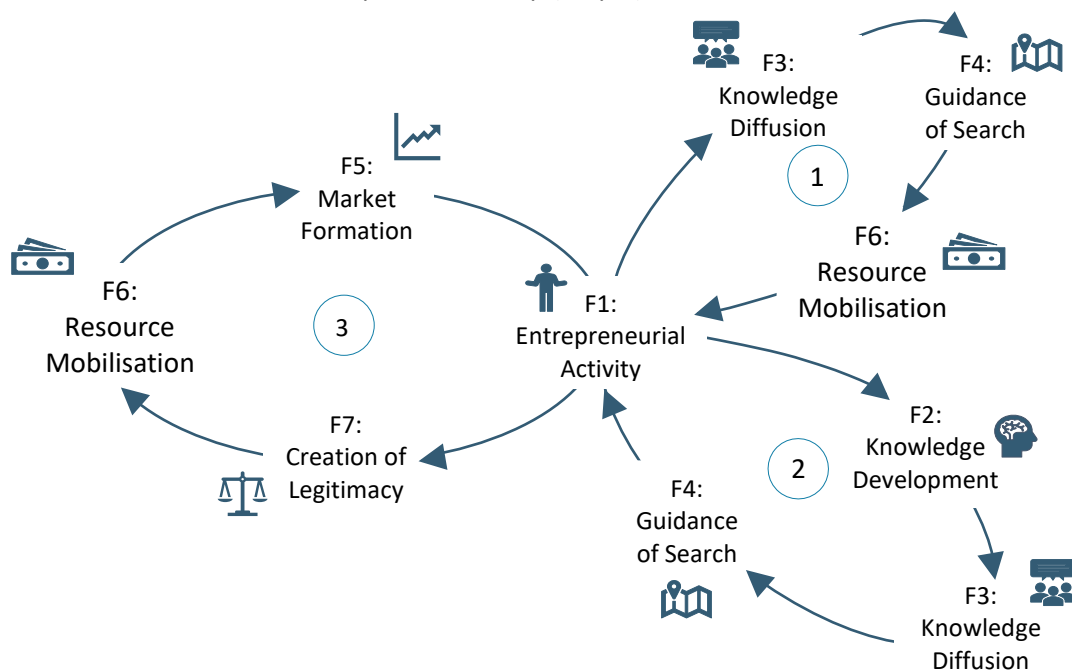 F3:
Knowledge
Diffusion
F4:
Guidance
of Search
1
F6:
Resource
Mobilisation
F5:
Market
Formation
F6:
Resource
Mobilisation
3
F1:
Entrepreneurial
Activity
F7:
Creation of
Legitimacy
F2:
Knowledge
Development
2
F4:
Guidance
of Search
F3:
Knowledge
Diffusion